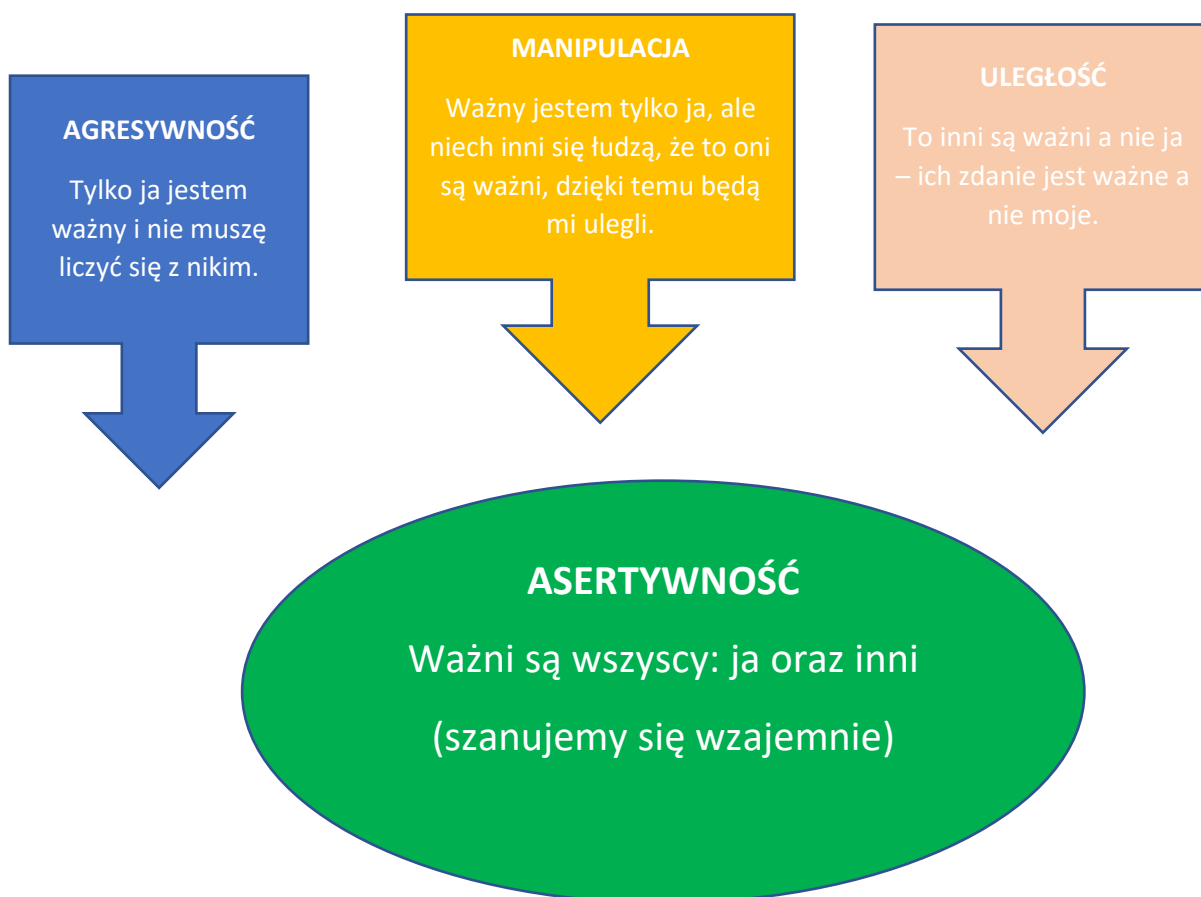 AGRESYWNOŚĆ
Tylko ja jestem
ważny i nie muszę
liczyć się z nikim.
MANIPULACJA
Ważny jestem tylko ja, ale
niech inni się łudzą, że to oni
są ważni, dzięki temu będą
mi ulegli.
ULEGŁOŚĆ
To inni są ważni a nie ja
– ich zdanie jest ważne a
nie moje.
ASERTYWNOŚĆ
Ważni są wszyscy: ja oraz inni
(szanujemy się wzajemnie)